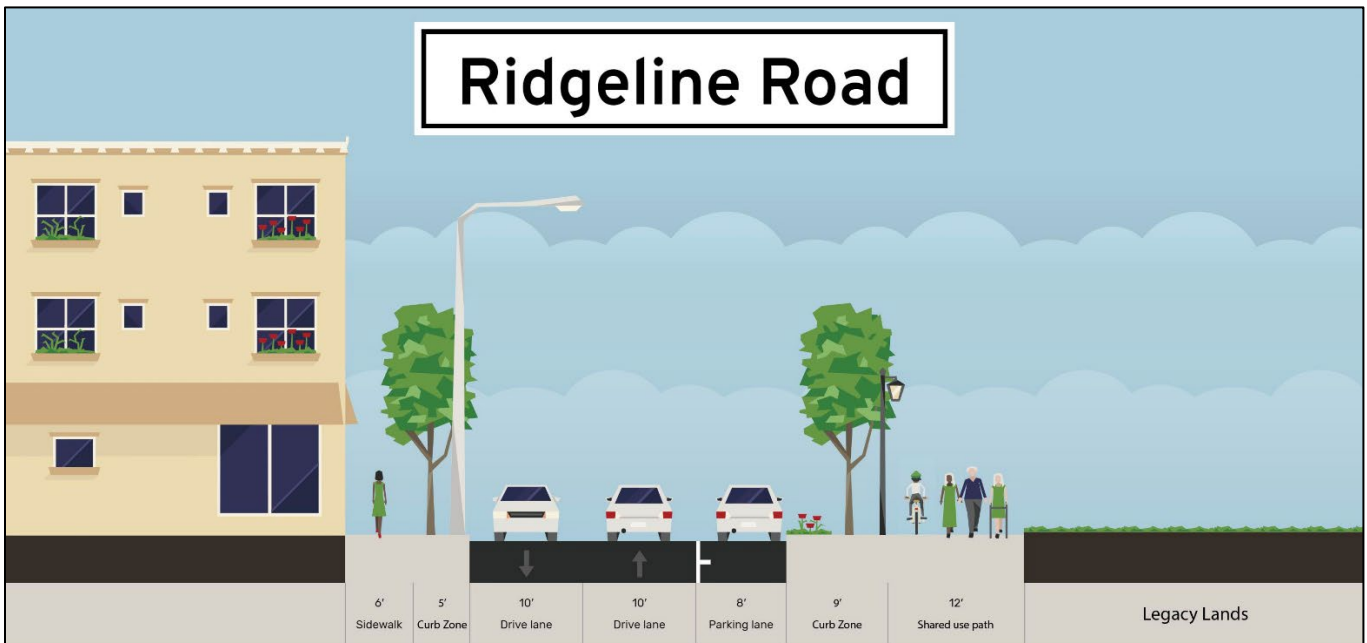 Ridgeline Road
6' 5' 10' 10' 8' 9' 12'
Sidewalk Curb Zone Drive lane Drive lane Parking lane Curb Zone Shared use path Legacy Lands